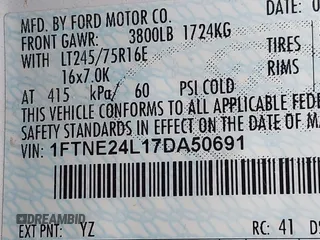 MFD. BY FORD MOTOR CO.
FRONT GAWR: 3800LB 1724KG
WITH LT245/75R16E TIRES
16x7.0K RIMS
AT 415 kPa/ 60 PSI COLD
THIS VEHICLE CONFORMS TO ALL APPLICABLE
SAFETY STANDARDS IN EFFECT ON THE DATE OF
VIN: 1FTNE24L17DA50691
DREAMBID
EXT PNT: YZ RC: 41